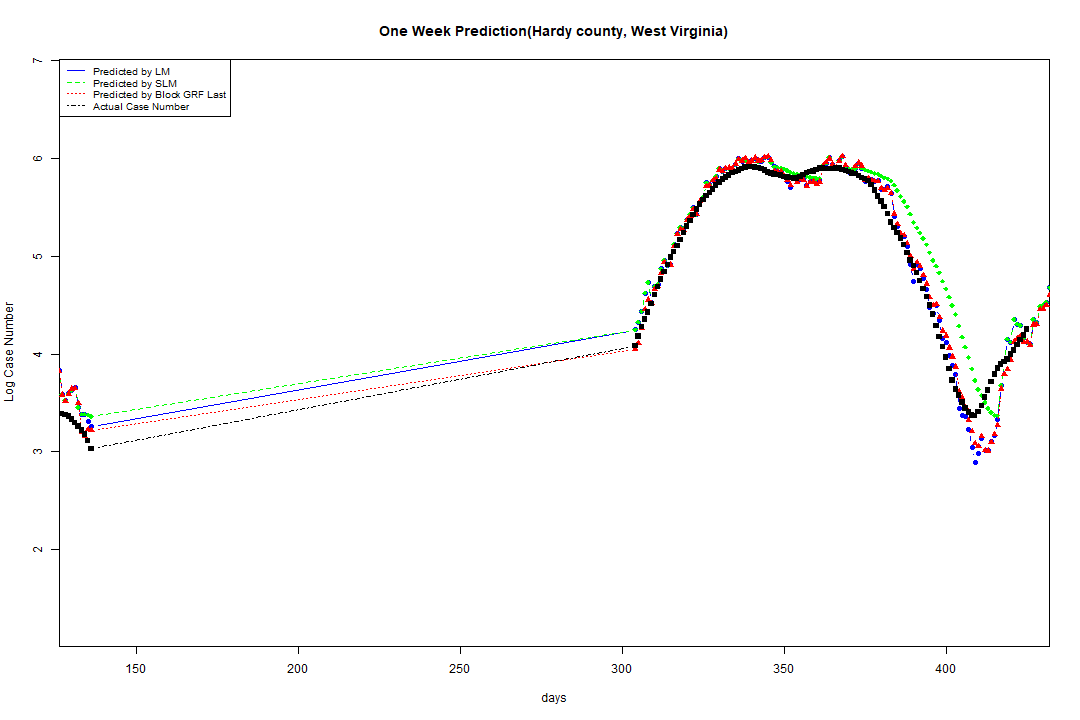 One Week Prediction(Hardy county, West Virginia)
Predicted by LM
Predicted by SLM
Predicted by Block GRF Last
Actual Case Number
Log Case Number
7
6
5
4
3
2
150 200 250 300 350 400
days